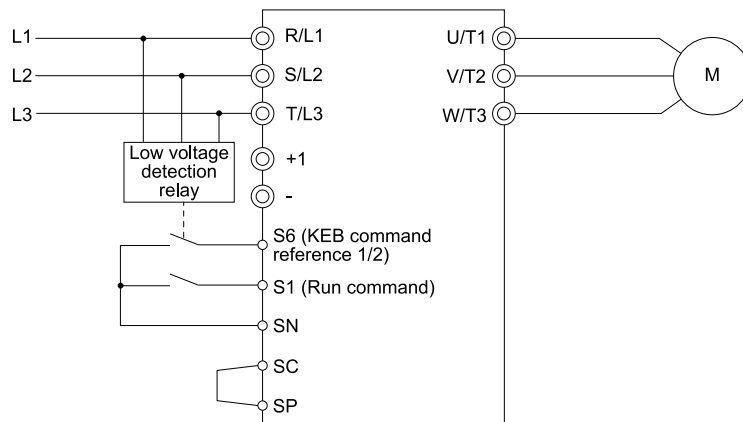 L1
R/L1
U/T1
L2
S/L2
V/T2
M
L3
T/L3
W/T3
Low voltage
detection
relay
+1
-
S6 (KEB command
reference 1/2)
S1 (Run command)
SN
SC
SP